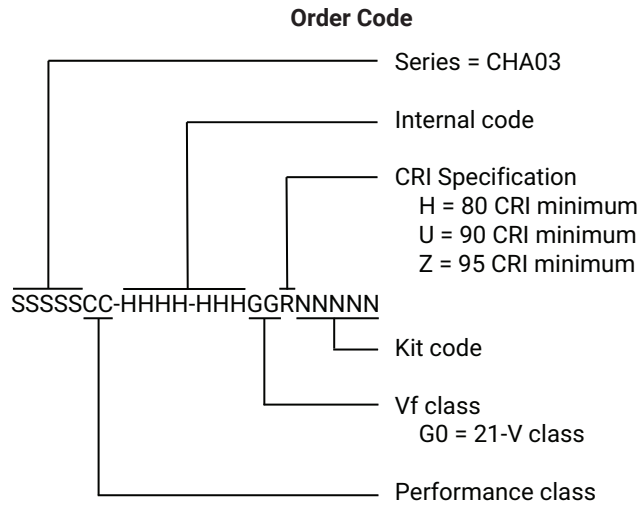 Order Code
Series = CHA03
Internal code
CRI Specification
H = 80 CRI minimum
U = 90 CRI minimum
Z = 95 CRI minimum
SSSSSCC-HHHH-HHHGGRNNNNN
Kit code
Vf class
G0 = 21-V class
Performance class